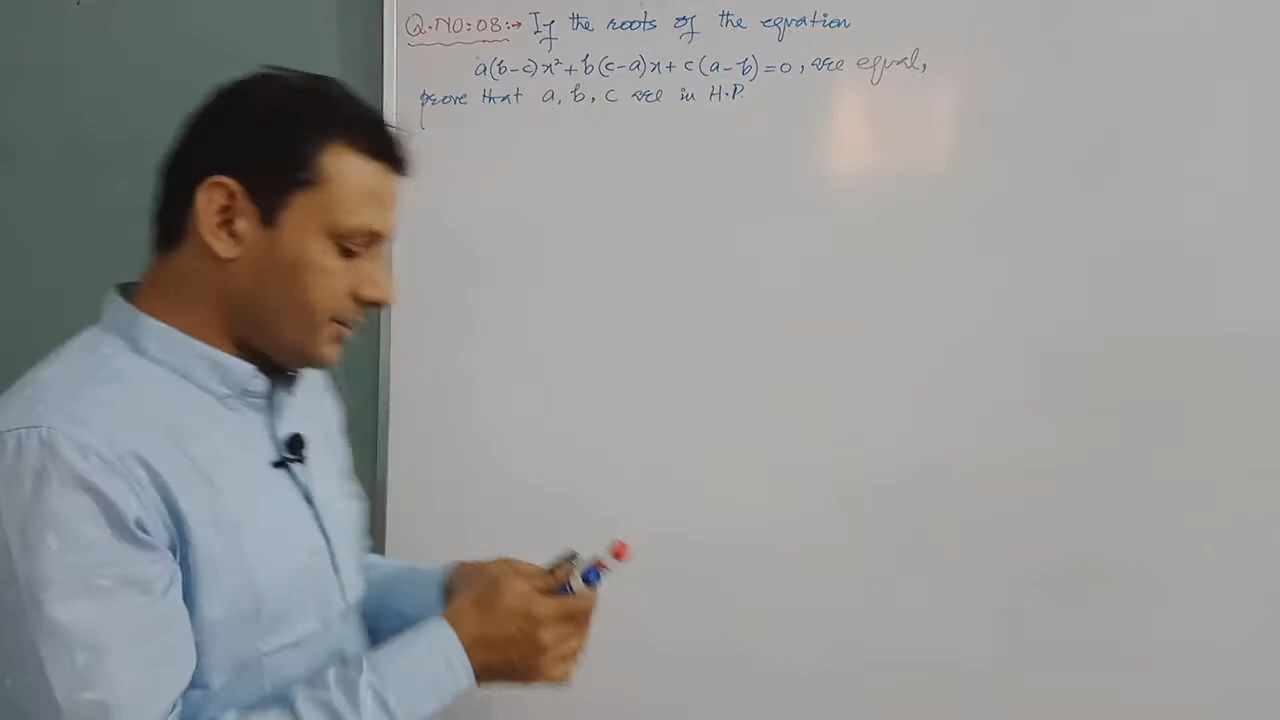 Q.NO:08:→ If the roots of the equation
a(b-c)x²+b(c-a)x+c(a-b)=0, are equal,
prove that a, b, c are in H.P.